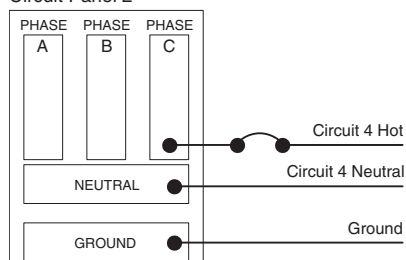 Circuit Panel 2
PHASE PHASE PHASE
A B C
Circuit 4 Hot
Circuit 4 Neutral
NEUTRAL
Ground
GROUND